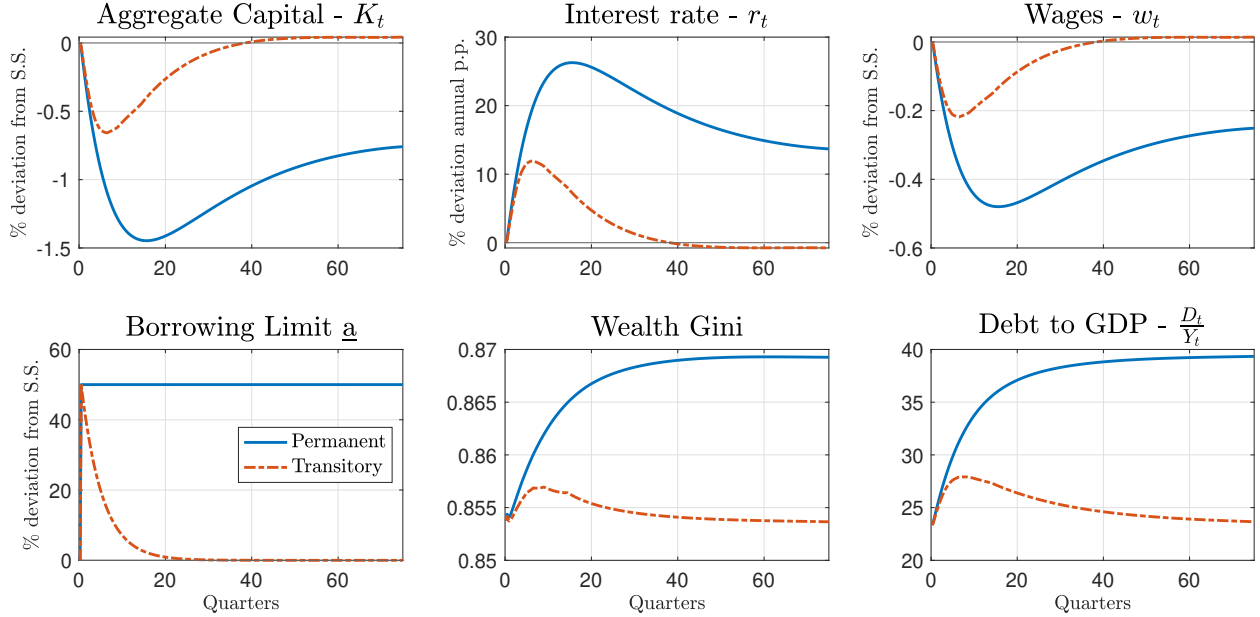 Aggregate Capital - K_t
% deviation from S.S.
0
-0.5
-1
-1.5
0 20 40 60
Interest rate - r_t
% deviation annual p.p.
30
20
10
0
0 20 40 60
Wages - w_t
% deviation from S.S.
0
-0.2
-0.4
-0.6
0 20 40 60
Borrowing Limit a
% deviation from S.S.
60
40
20
0
Permanent
Transitory
0 20 40 60
Quarters
Wealth Gini
0.87
0.865
0.86
0.855
0.85
0 20 40 60
Quarters
Debt to GDP - D_t/Y_t
40
35
30
25
20
0 20 40 60
Quarters